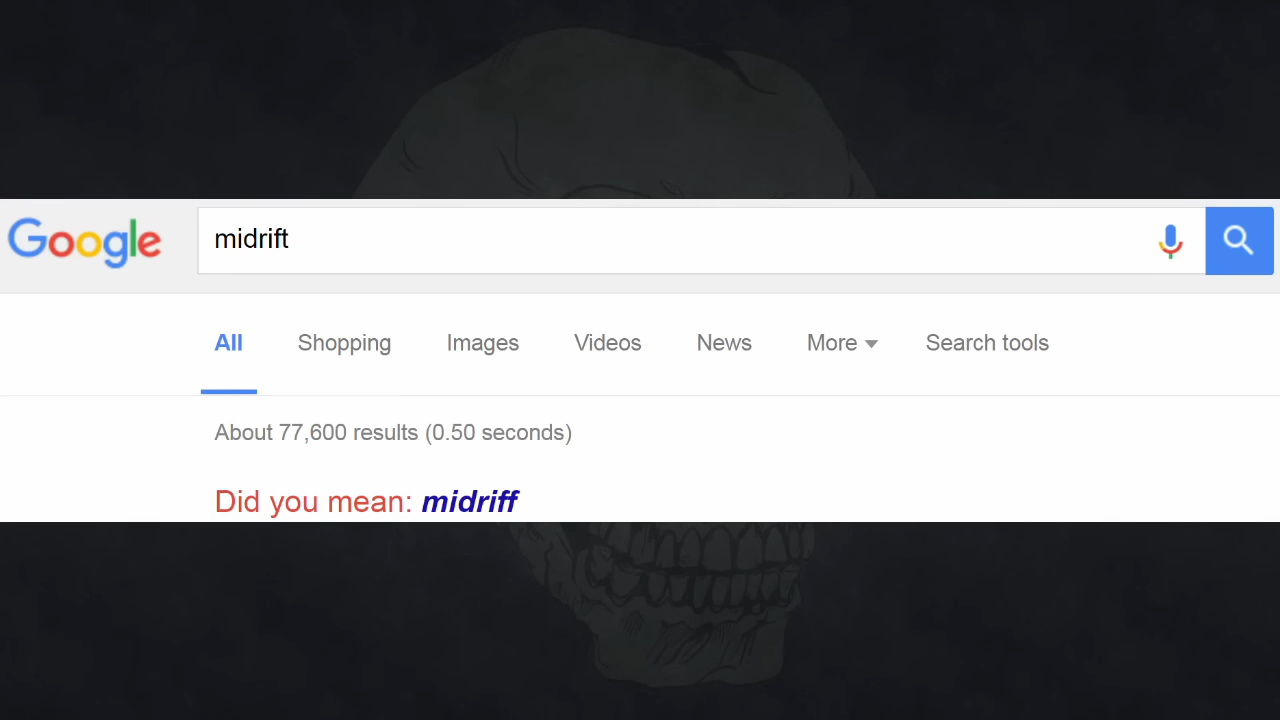 Google
midrift
All Shopping Images Videos News More Search tools
About 77,600 results (0.50 seconds)
Did you mean: midriff